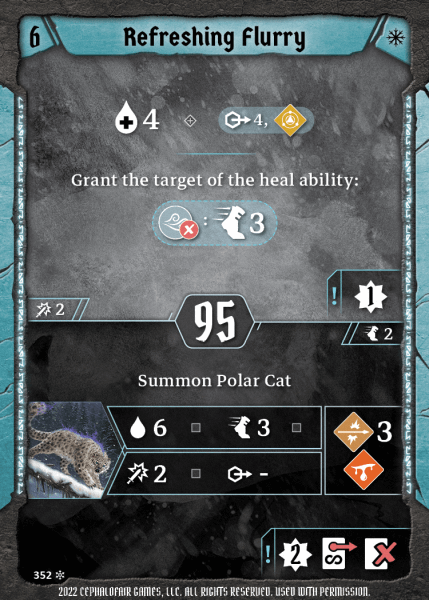 6 Refreshing Flurry
4 4,
Grant the target of the heal ability:
: 3
! 1
2 95 2
Summon Polar Cat
6 3 3
2 -
! 2
352
2022 CEPHALOFAIR GAMES, LLC. ALL RIGHTS RESERVED. USED WITH PERMISSION.